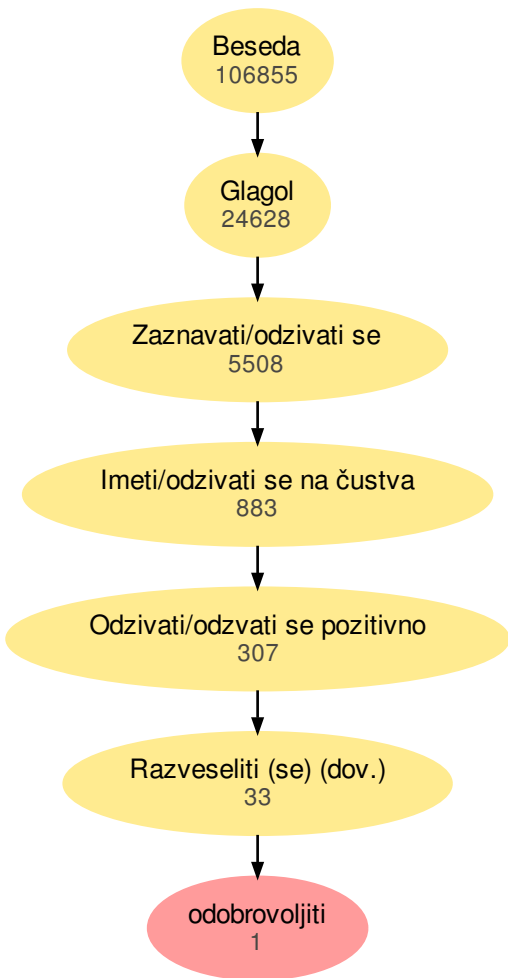 Beseda
106855
Glagol
24628
Zaznavati/odzivati se
5508
Imeti/odzivati se na čustva
883
Odzivati/odzvati se pozitivno
307
Razveseliti (se) (dov.)
33
odobrovoljiti
1